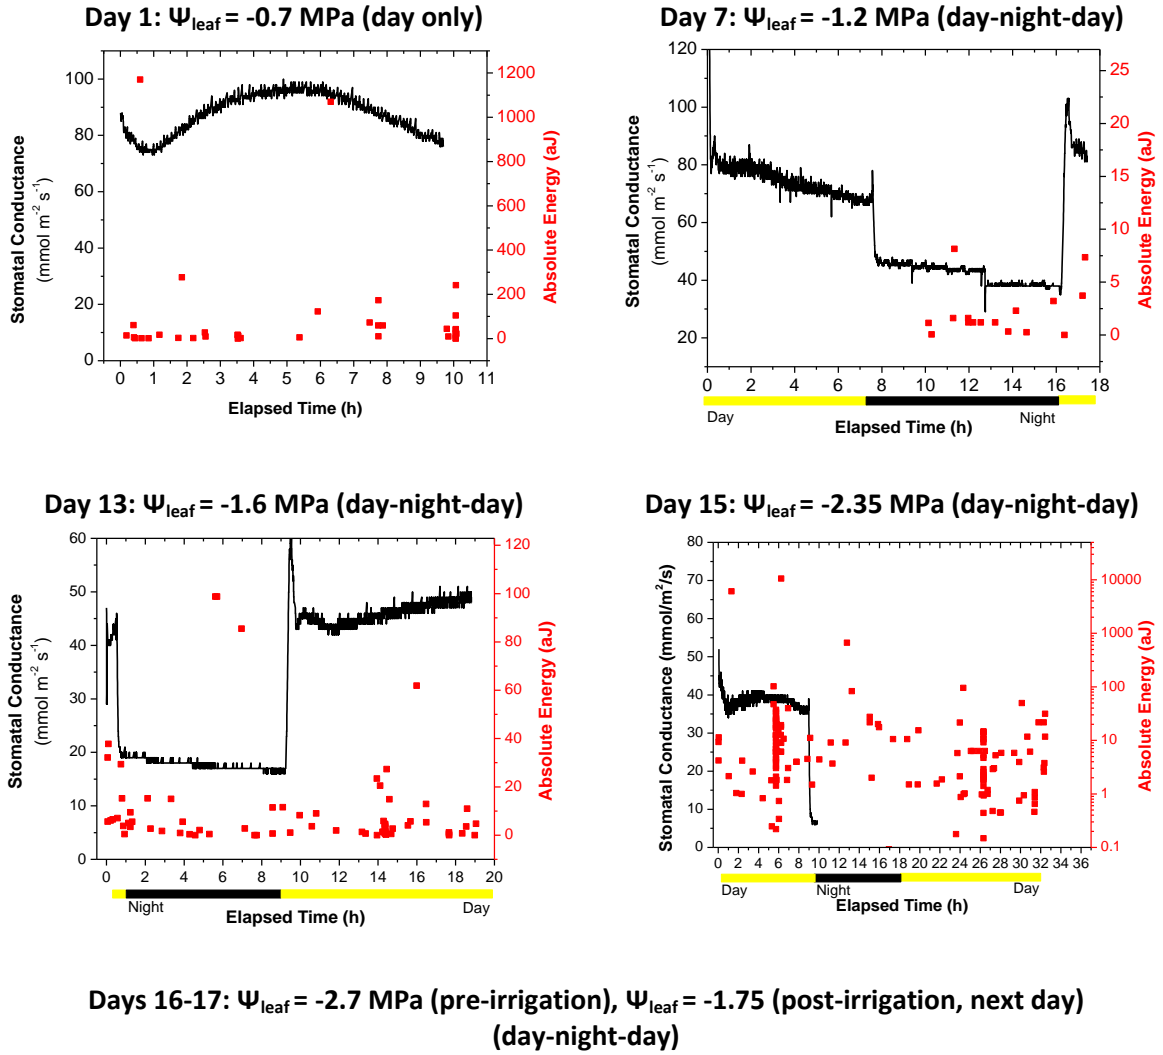 Day 1: Ψleaf = -0.7 MPa (day only)
Day 7: Ψleaf = -1.2 MPa (day-night-day)
Stomatal Conductance
(mmol m-2 s-1)
100
80
60
40
20
0
0 1 2 3 4 5 6 7 8 9 10 11
Elapsed Time (h)
1200
1000
800
600
400
200
0
Absolute Energy (aJ)
Stomatal Conductance
(mmol m-2 s-1)
120
100
80
60
40
20
0 2 4 6 8 10 12 14 16 18
Day
Night
Elapsed Time (h)
25
20
15
10
5
0
Absolute Energy (aJ)
Day 13: Ψleaf = -1.6 MPa (day-night-day)
Day 15: Ψleaf = -2.35 MPa (day-night-day)
Stomatal Conductance
(mmol m-2 s-1)
60
50
40
30
20
10
0
0 2 4 6 8 10 12 14 16 18 20
Night
Day
Elapsed Time (h)
120
100
80
60
40
20
0
Absolute Energy (aJ)
Stomatal Conductance (mmol/m2/s)
80
70
60
50
40
30
20
10
0
0 2 4 6 8 10 12 14 16 18 20 22 24 26 28 30 32 34 36
Day
Night
Day
Elapsed Time (h)
10000
1000
100
10
1
0.1
Absolute Energy (aJ)
Days 16-17: Ψleaf = -2.7 MPa (pre-irrigation), Ψleaf = -1.75 (post-irrigation, next day)
(day-night-day)